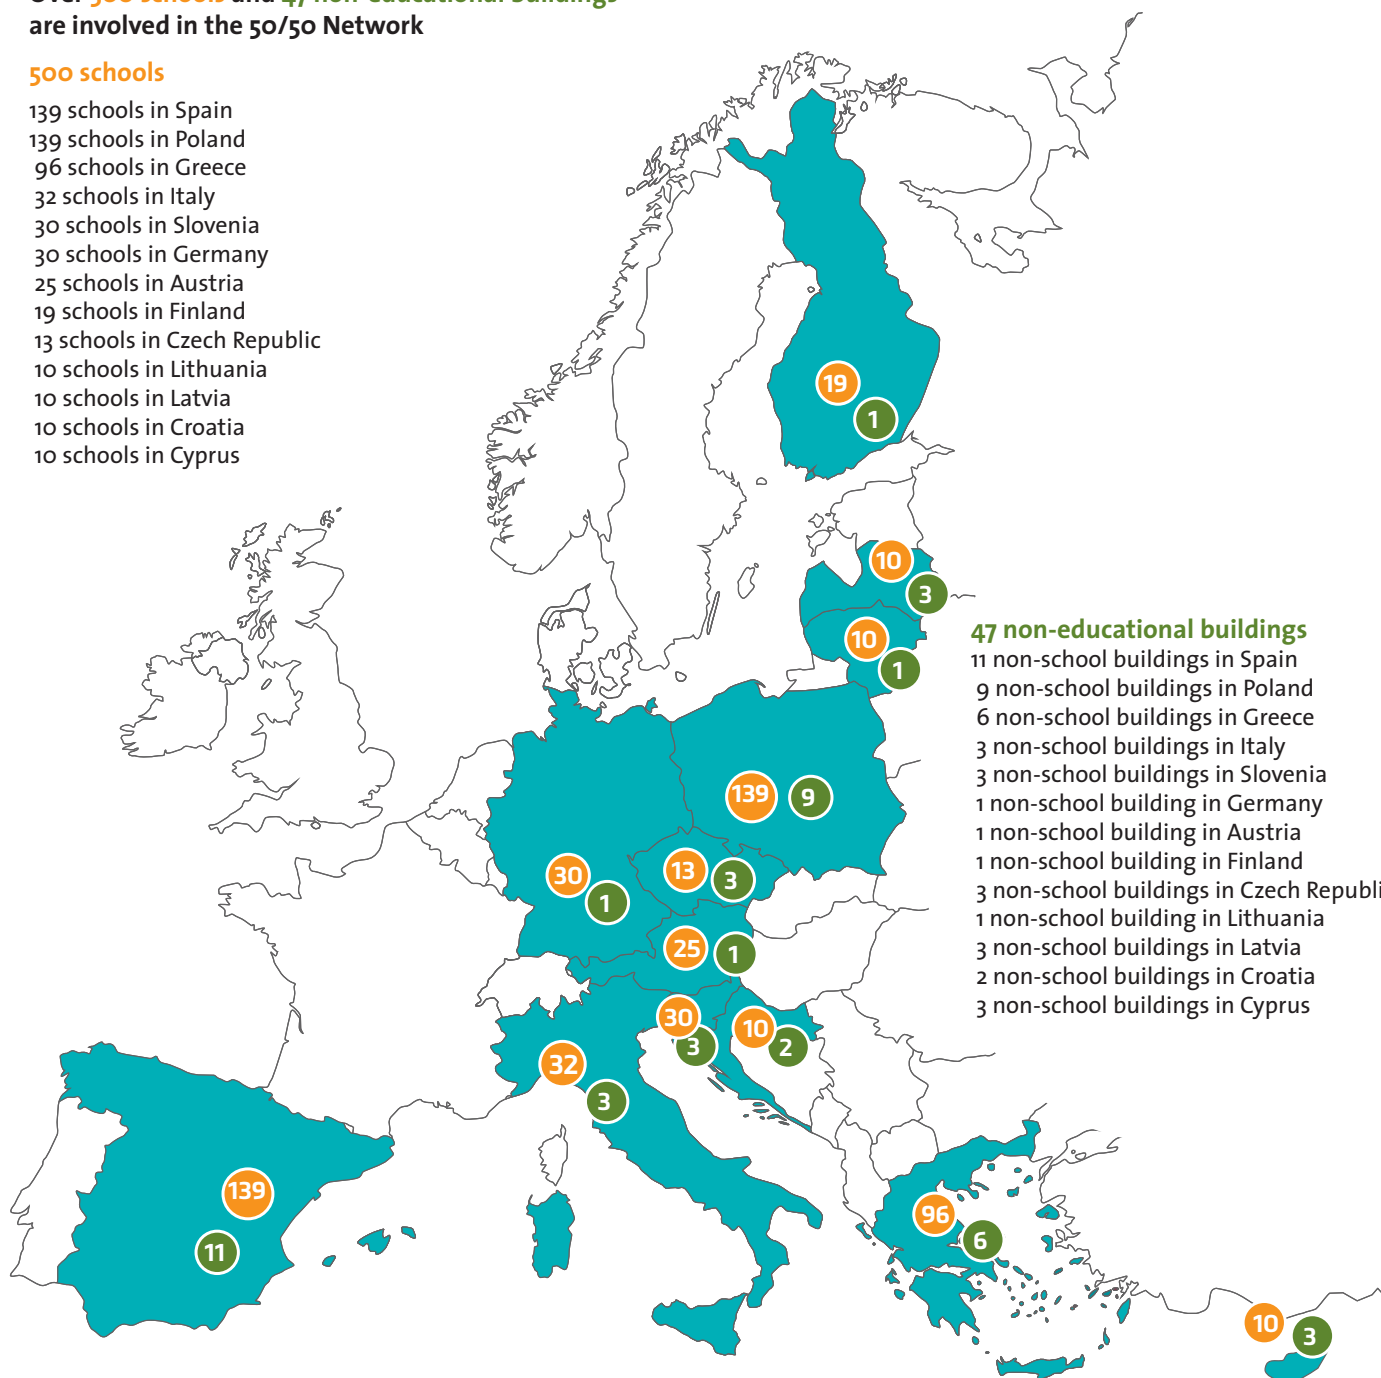 Over 500 schools and 47 non-educational buildings
are involved in the 50/50 Network
500 schools
139 schools in Spain
139 schools in Poland
96 schools in Greece
32 schools in Italy
30 schools in Slovenia
30 schools in Germany
25 schools in Austria
19 schools in Finland
13 schools in Czech Republic
10 schools in Lithuania
10 schools in Latvia
10 schools in Croatia
10 schools in Cyprus
19
1
10
3
10
1
47 non-educational buildings
11 non-school buildings in Spain
9 non-school buildings in Poland
6 non-school buildings in Greece
3 non-school buildings in Italy
3 non-school buildings in Slovenia
1 non-school building in Germany
1 non-school building in Austria
1 non-school building in Finland
3 non-school buildings in Czech Republi
1 non-school building in Lithuania
3 non-school buildings in Latvia
2 non-school buildings in Croatia
3 non-school buildings in Cyprus
139
9
30
1
13
3
25
1
30
3
10
2
32
3
139
11
96
6
10
3